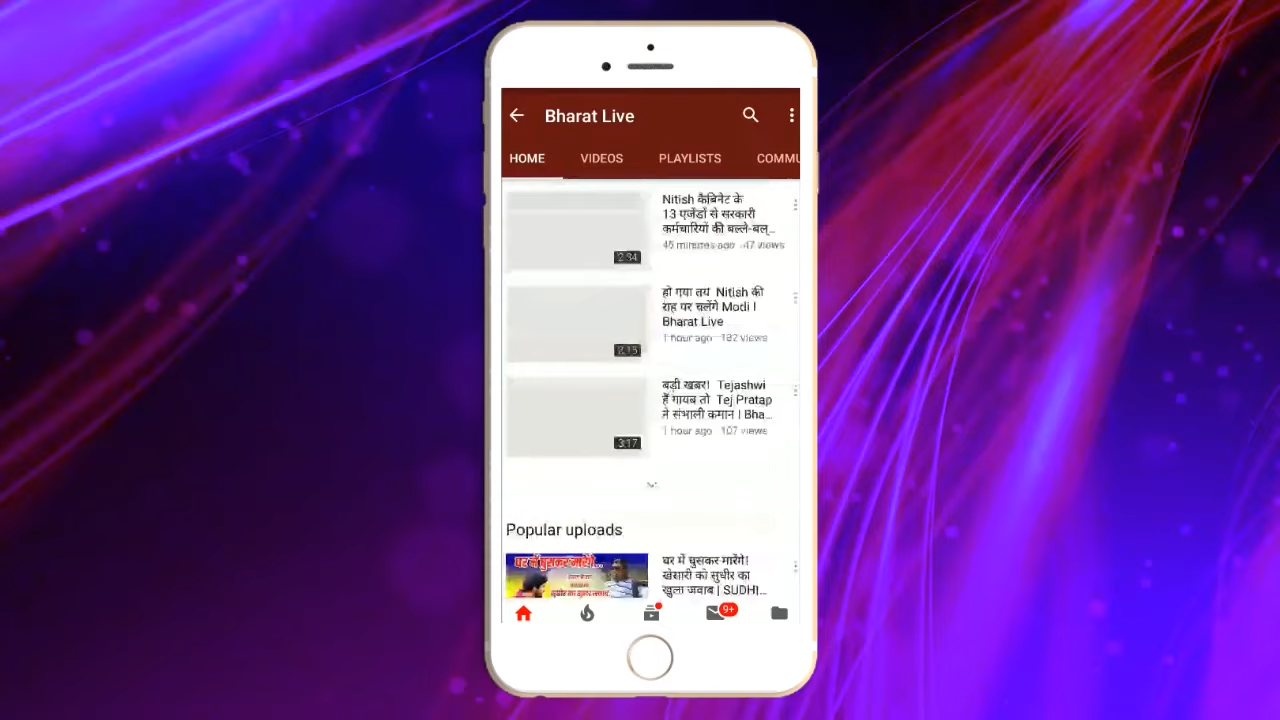 Bharat Live
HOME VIDEOS PLAYLISTS COMMU
Nitish कैबिनेट के
13 एजेंडों से सरकारी
कर्मचारियों की बल्ले-बल्...
2:34
45 minutes ago 47 views
हो गया तय Nitish की
राह पर चलेंगे Modi I
Bharat Live
2:15
1 hour ago 182 views
बड़ी खबर! Tejashwi
हैं गायब तो Tej Pratap
ने संभाली कमान I Bha...
3:17
1 hour ago 107 views
Popular uploads
घर में घुसकर मारेंगे...
घर में घुसकर मारेंगे!
खेसारी को सुधीर का
खुला जवाब | SUDHI...
9+